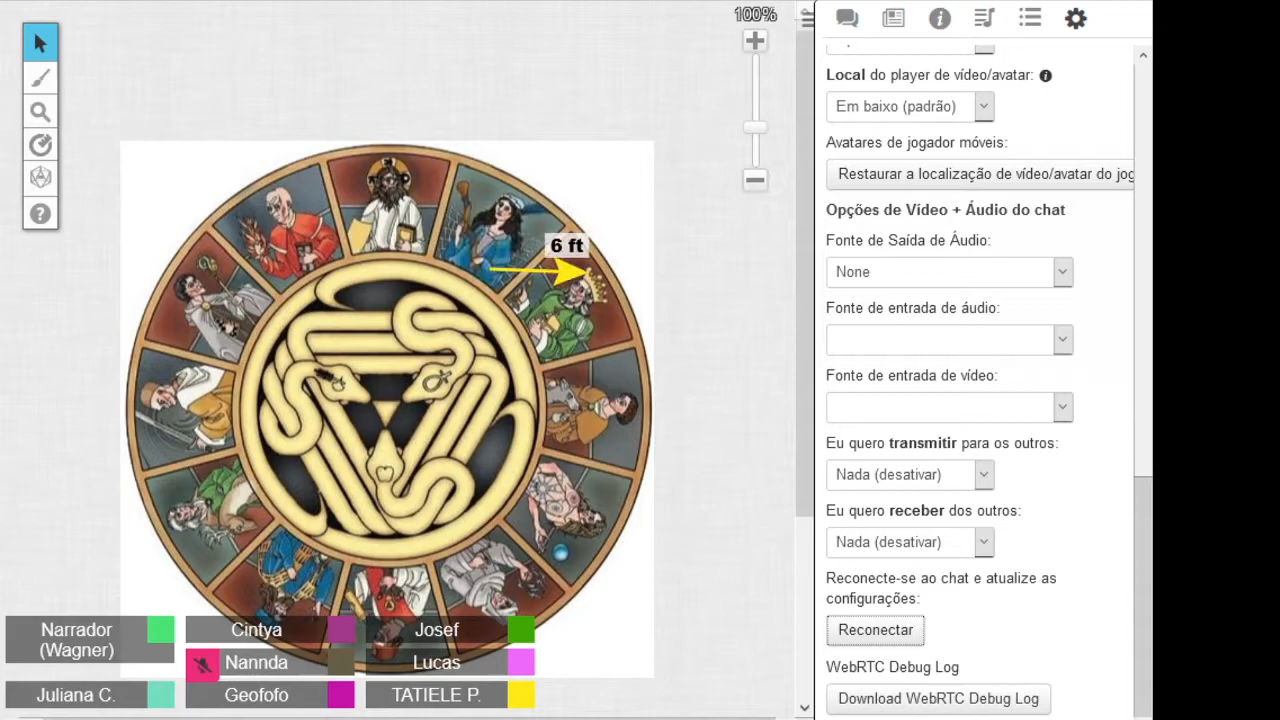 100%
6 ft
Narrador
(Wagner)
Cintya
Josef
Nannda
Lucas
Juliana C.
Geofofo
TATIELE P.
Local do player de vídeo/avatar:
Em baixo (padrão)
Avatares de jogador móveis:
Restaurar a localização de vídeo/avatar do jog
Opções de Vídeo + Áudio do chat
Fonte de Saída de Áudio:
None
Fonte de entrada de áudio:
Fonte de entrada de vídeo:
Eu quero transmitir para os outros:
Nada (desativar)
Eu quero receber dos outros:
Nada (desativar)
Reconecte-se ao chat e atualize as
configurações:
Reconectar
WebRTC Debug Log
Download WebRTC Debug Log